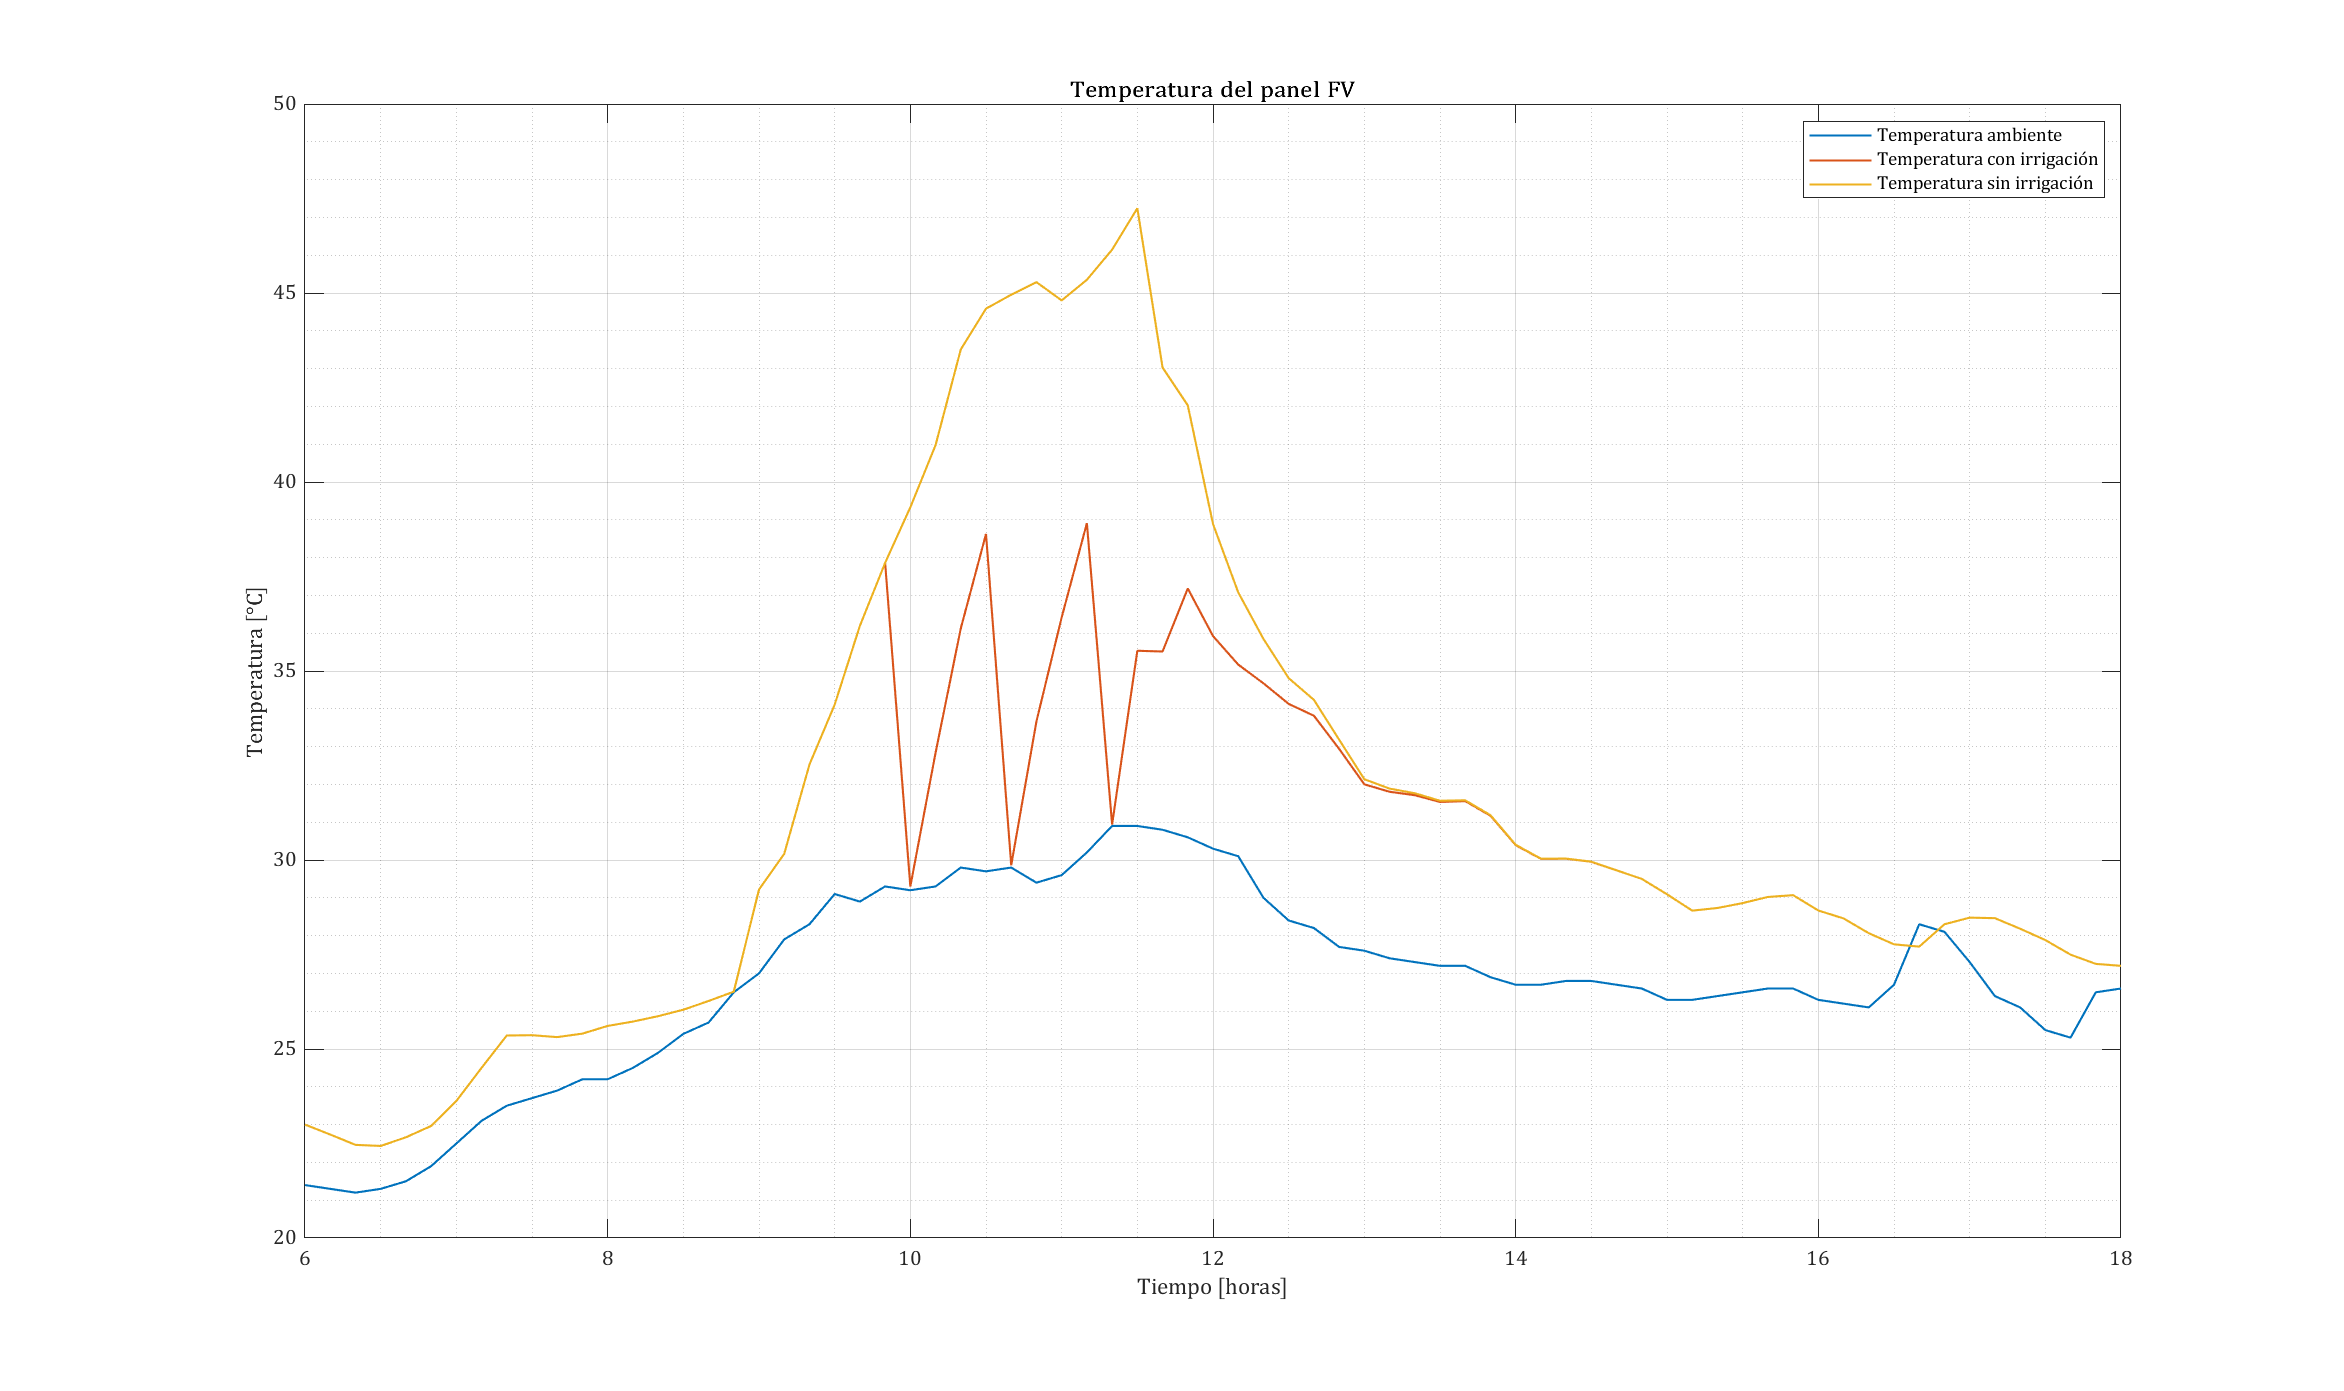 Temperatura del panel FV
50
45
40
35
30
25
20
Temperatura [°C]
Temperatura ambiente
Temperatura con irrigación
Temperatura sin irrigación
6 8 10 12 14 16 18
Tiempo [horas]